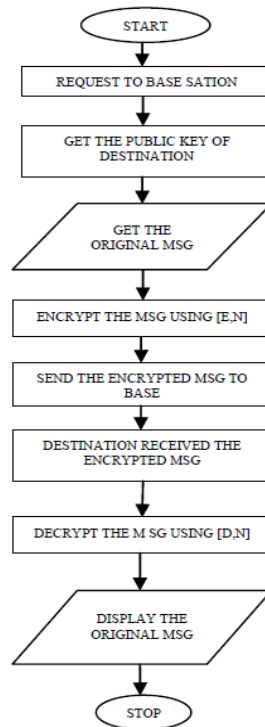 START
REQUEST TO BASE SATION
GET THE PUBLIC KEY OF
DESTINATION
GET THE
ORIGINAL MSG
ENCRYPT THE MSG USING [E,N]
SEND THE ENCRYPTED MSG TO
BASE
DESTINATION RECEIVED THE
ENCRYPTED MSG
DECRYPT THE M SG USING [D,N]
DISPLAY THE
ORIGINAL MSG
STOP